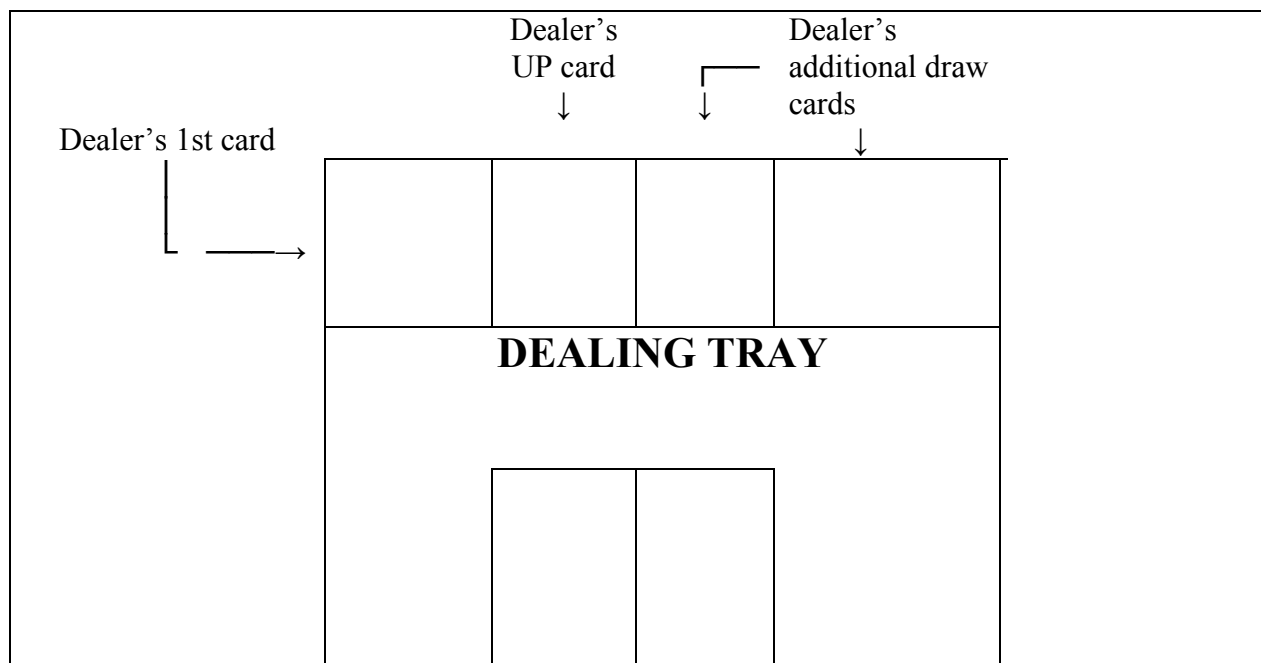 Dealer’s
UP card
↓
Dealer’s
additional draw
cards
↓
↓
Dealer’s 1st card
→
DEALING TRAY